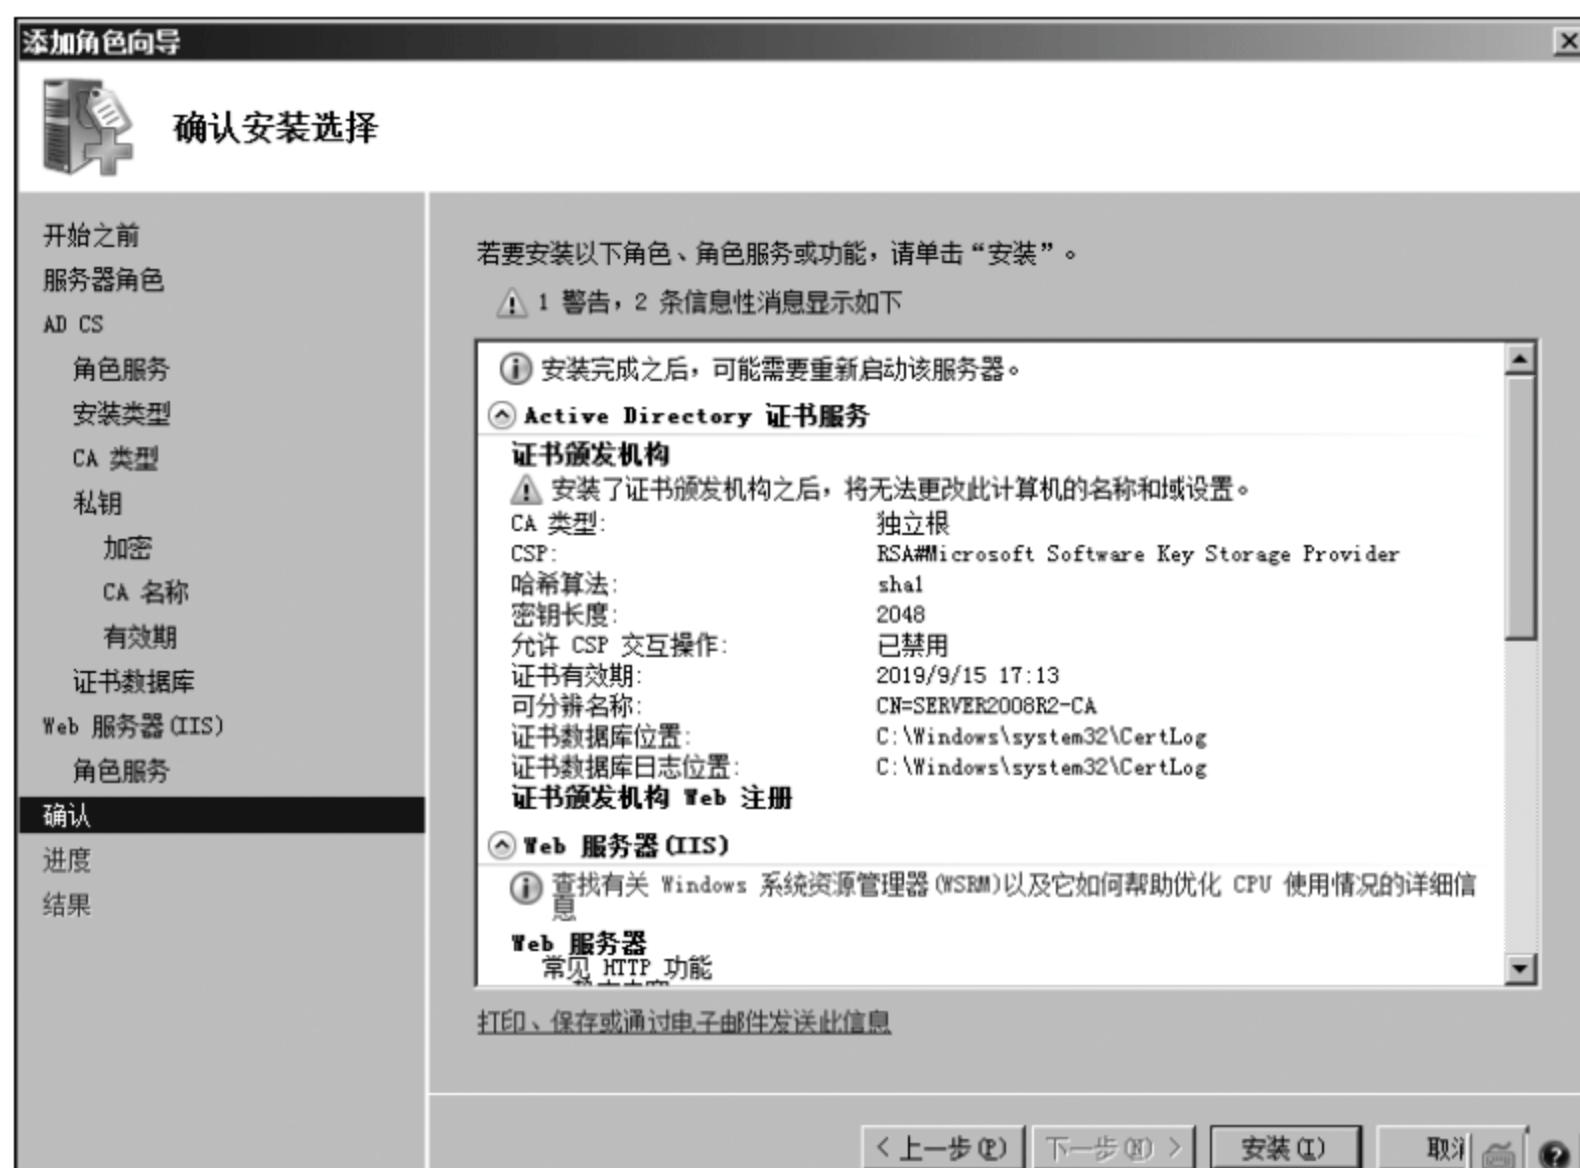 添加角色向导
确认安装选择
开始之前
服务器角色
AD CS
角色服务
安装类型
CA 类型
私钥
加密
CA 名称
有效期
证书数据库
Web 服务器(IIS)
角色服务
确认
进度
结果
若要安装以下角色、角色服务或功能，请单击“安装”。
1 警告，2 条信息性消息显示如下
安装完成之后，可能需要重新启动该服务器。
Active Directory 证书服务
证书颁发机构
安装了证书颁发机构之后，将无法更改此计算机的名称和域设置。
CA 类型: 独立根
CSP: RSA#Microsoft Software Key Storage Provider
哈希算法: sha1
密钥长度: 2048
允许 CSP 交互操作: 已禁用
证书有效期: 2019/9/15 17:13
可分辨名称: CN=SERVER2008R2-CA
证书数据库位置: C:\Windows\system32\CertLog
证书数据库日志位置: C:\Windows\system32\CertLog
证书颁发机构 Web 注册
Web 服务器(IIS)
查找有关 Windows 系统资源管理器(WSRM)以及它如何帮助优化 CPU 使用情况的详细信
息
Web 服务器
常见 HTTP 功能
打印、保存或通过电子邮件发送此信息
< 上一步(P)
下一步(N) >
安装(I)
取消